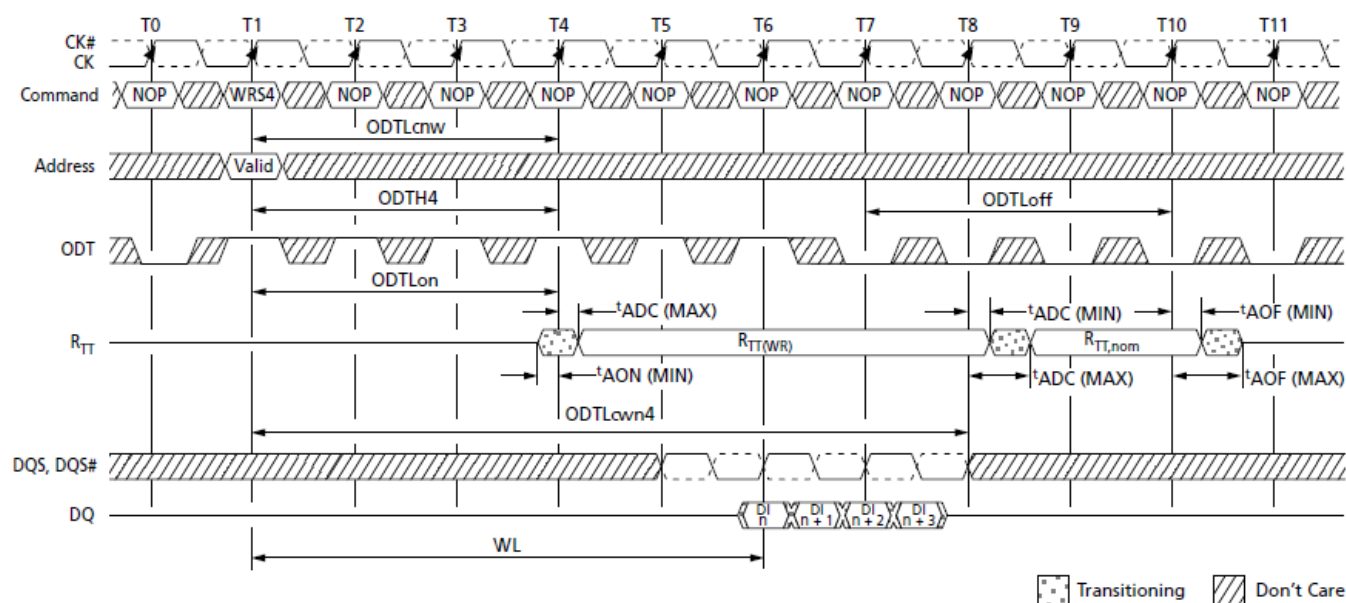 T0 T1 T2 T3 T4 T5 T6 T7 T8 T9 T10 T11
CK#
CK
Command NOP WRS4 NOP NOP NOP NOP NOP NOP NOP NOP NOP NOP
ODTLcnw
Address Valid
ODTH4 ODTLoff
ODT
ODTLon
tADC (MAX) tADC (MIN) tAOF (MIN)
RTT RTT(WR) RTT,nom
tAON (MIN) tADC (MAX) tAOF (MAX)
ODTLcwn4
DQS, DQS#
DQ DI n DI n + 1 DI n + 2 DI n + 3
WL
Transitioning Don't Care